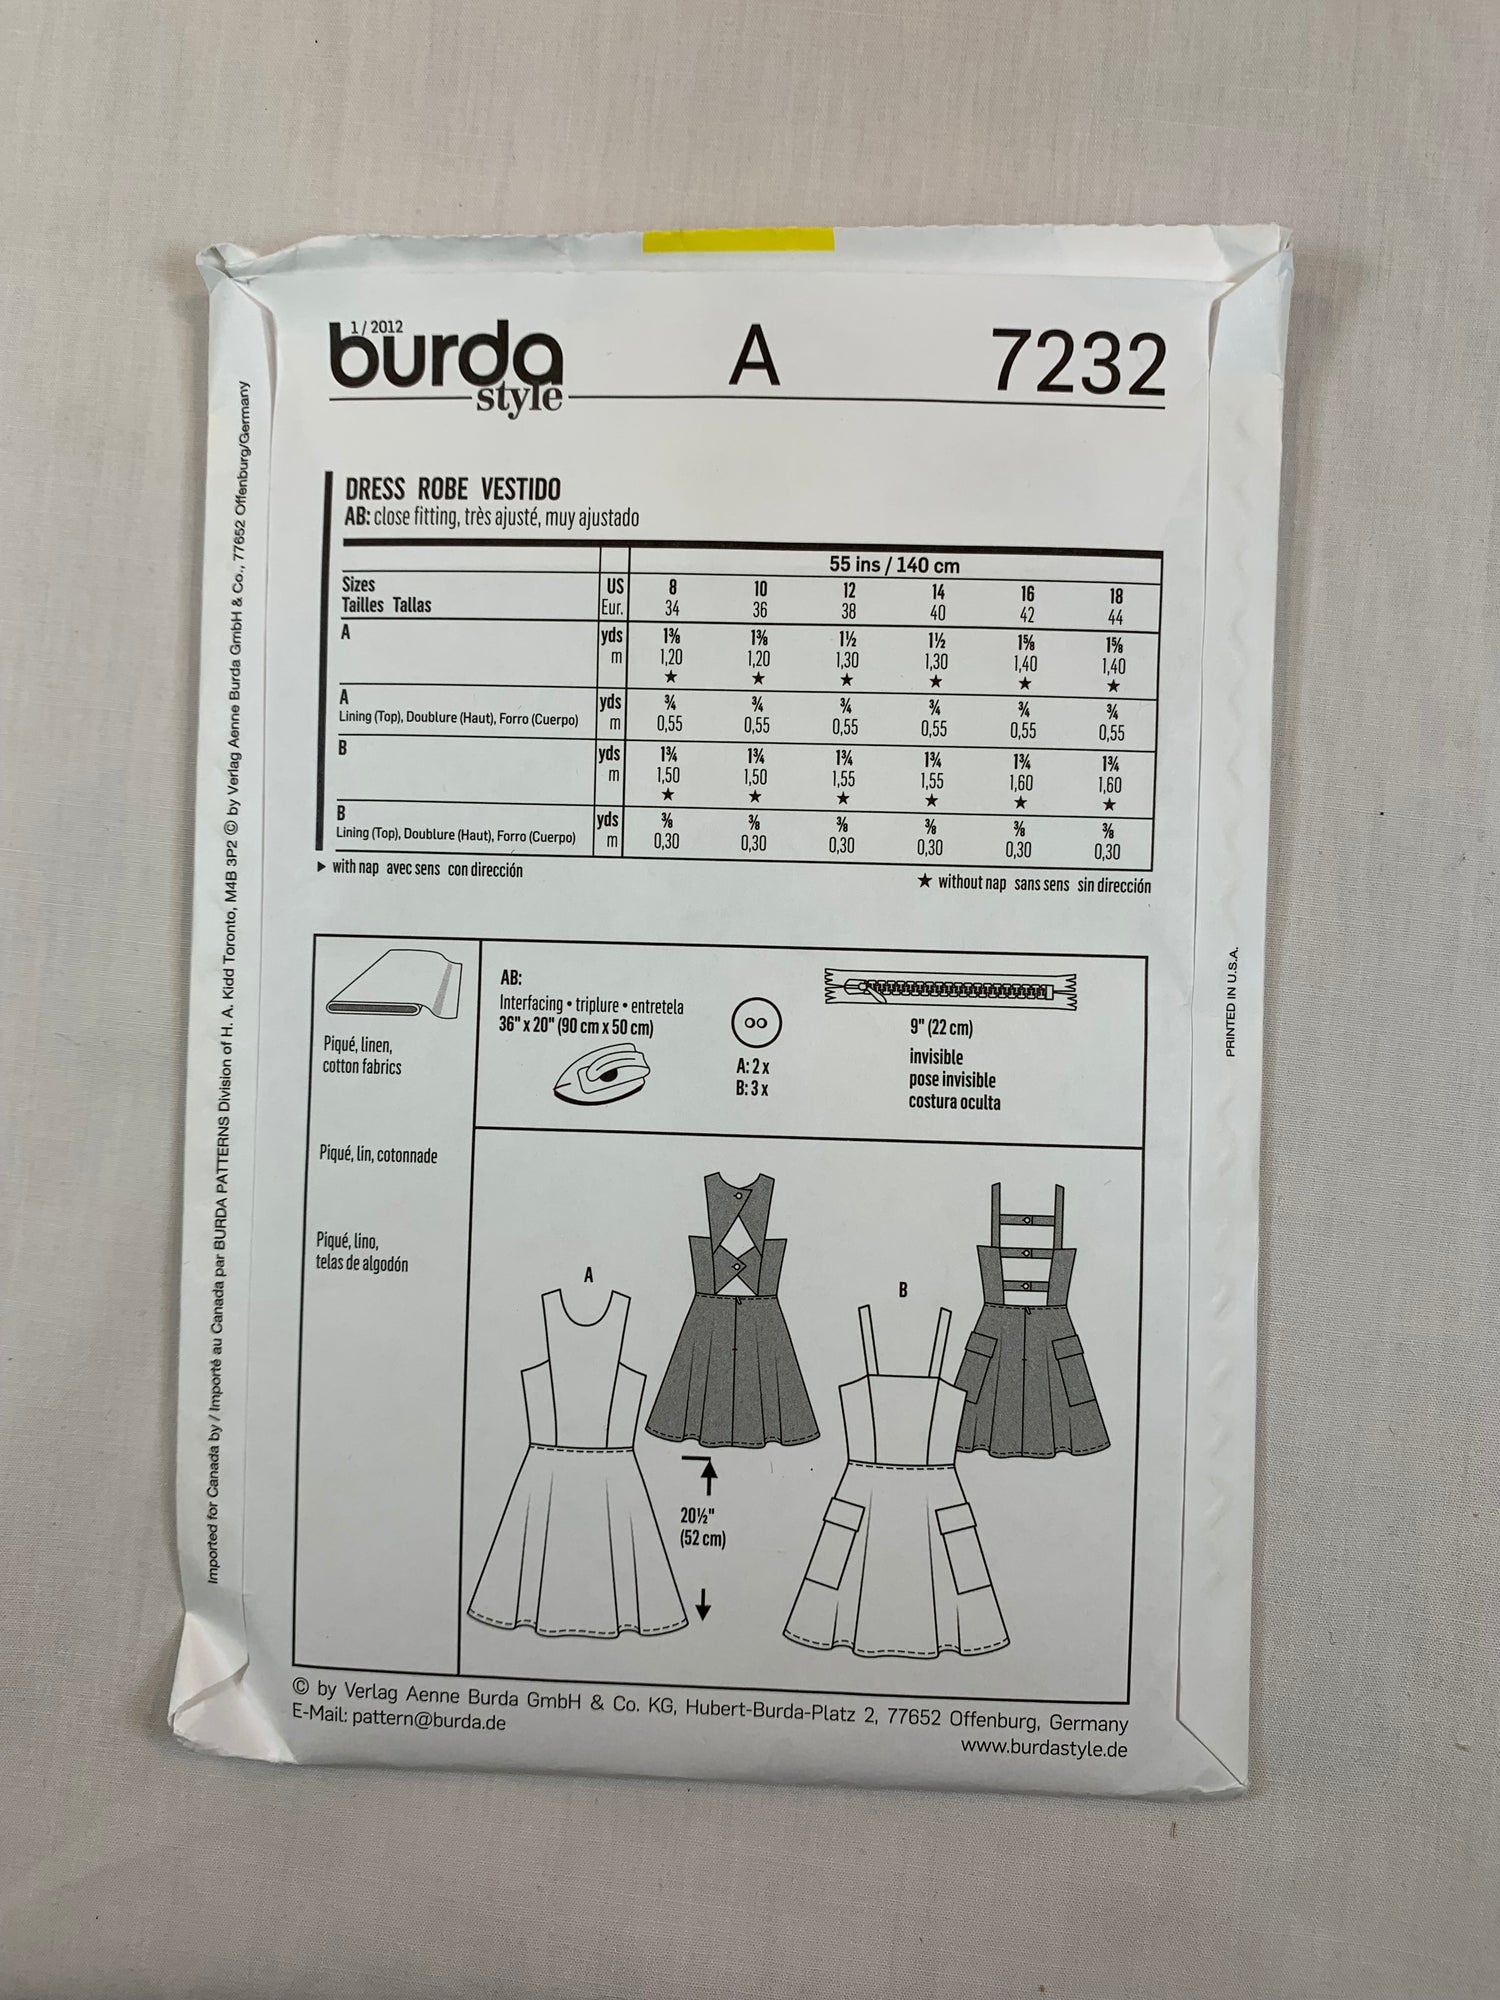 1 / 2012
burda style
A
7232
DRESS ROBE VESTIDO
AB: close fitting, très ajusté, muy ajustado
55 ins / 140 cm
Sizes US 8 10 12 14 16 18
Tailles Tallas Eur. 34 36 38 40 42 44
A yds 1⅜ 1⅜ 1½ 1½ 1⅝ 1⅝
m 1,20 1,20 1,30 1,30 1,40 1,40
★ ★ ★ ★ ★ ★
A yds ¾ ¾ ¾ ¾ ¾ ¾
Lining (Top), Doublure (Haut), Forro (Cuerpo) m 0,55 0,55 0,55 0,55 0,55 0,55
B yds 1¾ 1¾ 1¾ 1¾ 1¾ 1¾
m 1,50 1,50 1,55 1,55 1,60 1,60
★ ★ ★ ★ ★ ★
B yds ⅜ ⅜ ⅜ ⅜ ⅜ ⅜
Lining (Top), Doublure (Haut), Forro (Cuerpo) m 0,30 0,30 0,30 0,30 0,30 0,30
▶ with nap avec sens con dirección
★ without nap sans sens sin dirección
Piqué, linen,
cotton fabrics
Piqué, lin, cotonnade
Piqué, lino,
telas de algodón
AB:
Interfacing • triplure • entretela
36" x 20" (90 cm x 50 cm)
A: 2 x
B: 3 x
9" (22 cm)
invisible
pose invisible
costura oculta
A
B
20½"
(52 cm)
© by Verlag Aenne Burda GmbH & Co. KG, Hubert-Burda-Platz 2, 77652 Offenburg, Germany
E-Mail: pattern@burda.de
www.burdastyle.de
Imported for Canada by / Importé au Canada par BURDA PATTERNS Division of H. A. Kidd Toronto, M4B 3P2 © by Verlag Aenne Burda GmbH & Co., 77652 Offenburg/Germany
PRINTED IN U.S.A.